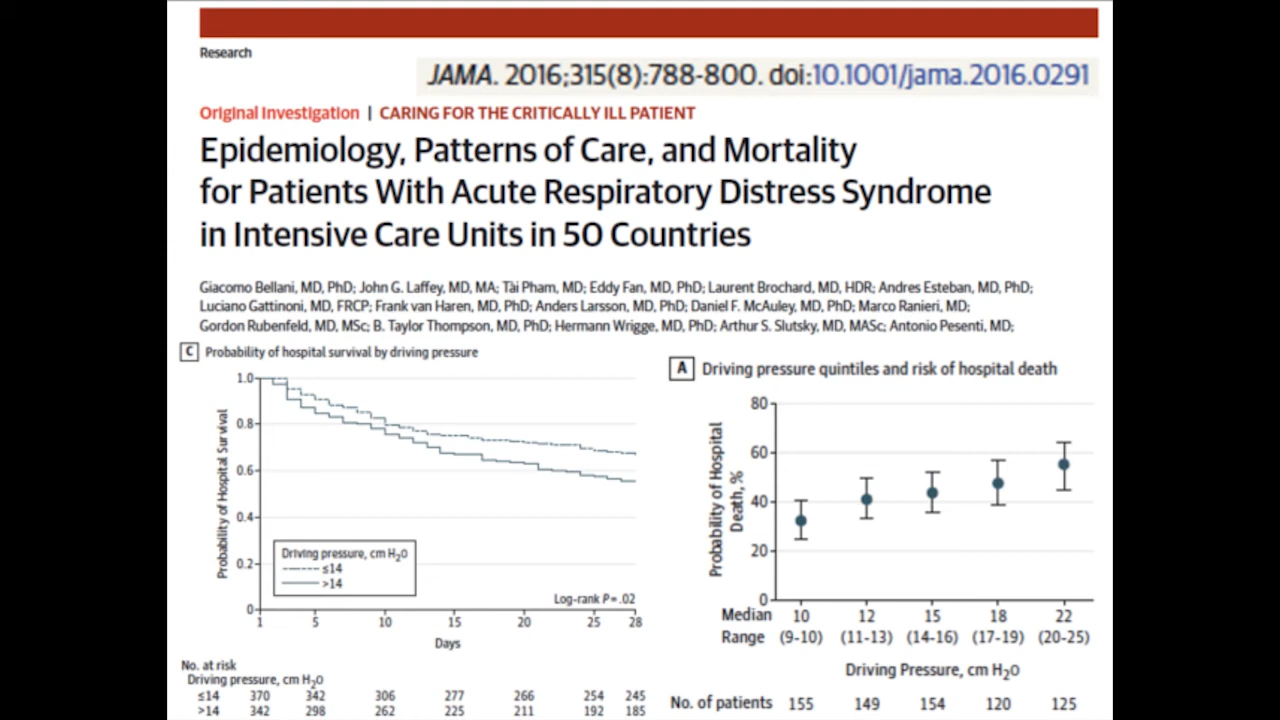 Research
JAMA. 2016;315(8):788-800. doi:10.1001/jama.2016.0291
Original Investigation | CARING FOR THE CRITICALLY ILL PATIENT
Epidemiology, Patterns of Care, and Mortality
for Patients With Acute Respiratory Distress Syndrome
in Intensive Care Units in 50 Countries
Giacomo Bellani, MD, PhD; John G. Laffey, MD, MA; Tài Pham, MD; Eddy Fan, MD, PhD; Laurent Brochard, MD, HDR; Andres Esteban, MD, PhD;
Luciano Gattinoni, MD, FRCP; Frank van Haren, MD, PhD; Anders Larsson, MD, PhD; Daniel F. McAuley, MD, PhD; Marco Ranieri, MD;
Gordon Rubenfeld, MD, MSc; B. Taylor Thompson, MD, PhD; Hermann Wrigge, MD, PhD; Arthur S. Slutsky, MD, MASc; Antonio Pesenti, MD;
C Probability of hospital survival by driving pressure
Probability of Hospital Survival
1.0
0.8
0.6
0.4
0.2
0
Driving pressure, cm H2O
≤14
>14
Log-rank P=.02
1 5 10 15 20 25 28
Days
No. at risk
Driving pressure, cm H2O
≤14 370 342 306 277 266 254 245
>14 342 298 262 225 211 192 185
A Driving pressure quintiles and risk of hospital death
Probability of Hospital
Death, %
80
60
40
20
0
Median 10 12 15 18 22
Range (9-10) (11-13) (14-16) (17-19) (20-25)
Driving Pressure, cm H2O
No. of patients 155 149 154 120 125